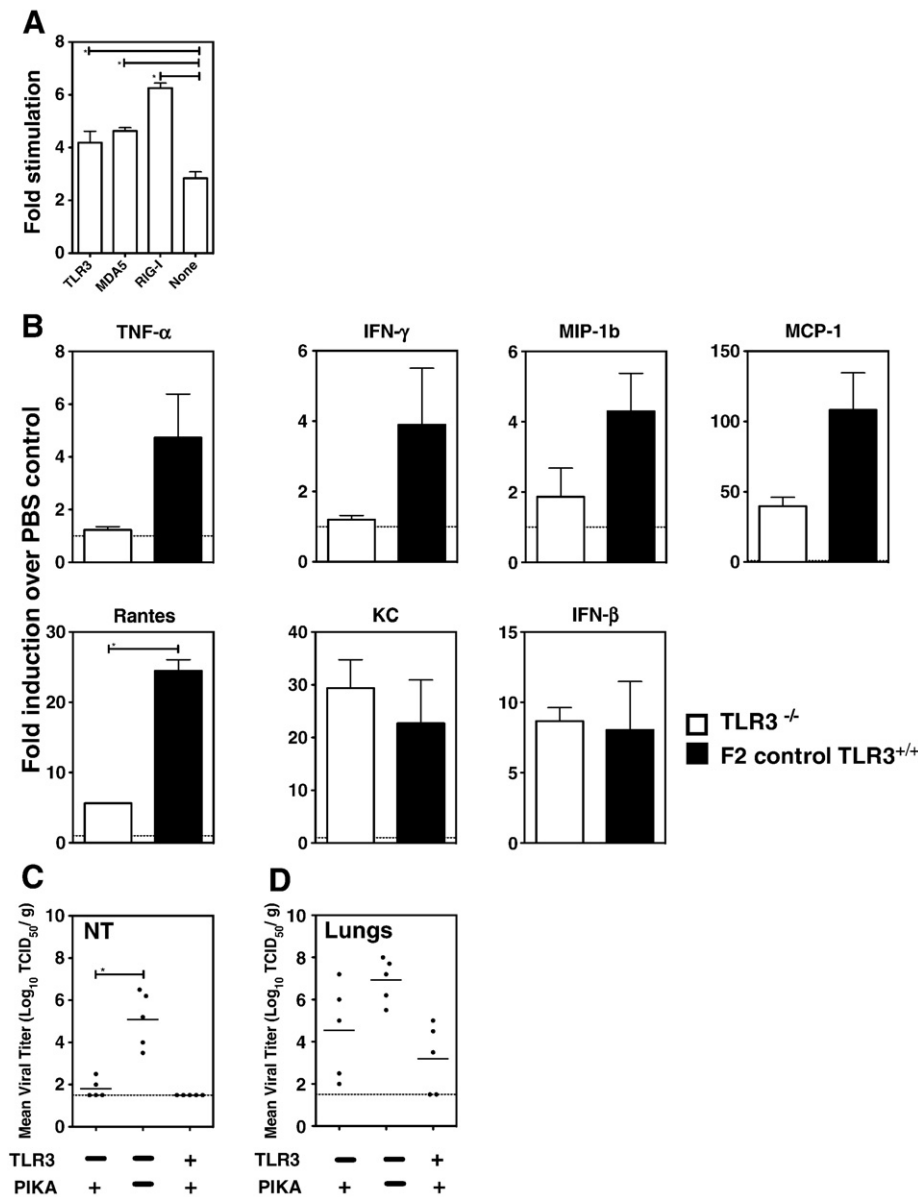 A
Fold stimulation
8
6
4
2
0
*
*
*
TLR3 MDA5 RIG-I None
B
Fold induction over PBS control
TNF-α
8
6
4
2
0
IFN-γ
6
4
2
0
MIP-1b
6
4
2
0
MCP-1
150
100
50
0
Rantes
30
20
10
0
*
KC
40
30
20
10
0
IFN-β
15
10
5
0
TLR3 -/-
F2 control TLR3+/+
C
NT
Mean Viral Titer (Log10 TCID50/ g)
10
8
6
4
2
0
*
D
Lungs
Mean Viral Titer (Log10 TCID50/ g)
10
8
6
4
2
0
TLR3 − − +
PIKA + − +
TLR3 − − +
PIKA + − +